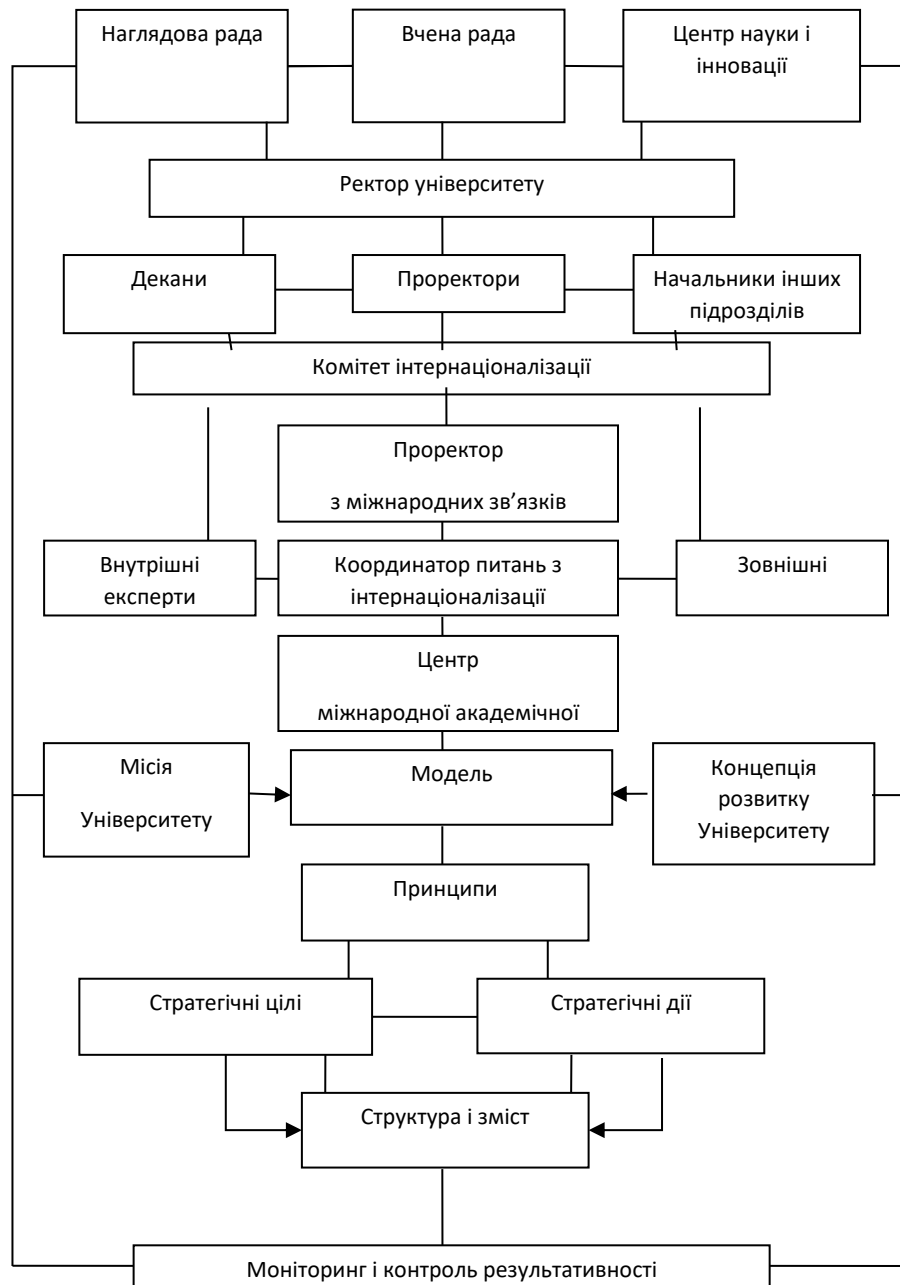 Наглядова рада
Вчена рада
Центр науки і
інновації
Ректор університету
Декани
Проректори
Начальники інших
підрозділів
Комітет інтернаціоналізації
Проректор
з міжнародних зв’язків
Внутрішні
експерти
Координатор питань з
інтернаціоналізації
Зовнішні
Центр
міжнародної академічної
Місія
Університету
Модель
Концепція
розвитку
Університету
Принципи
Стратегічні цілі
Стратегічні дії
Структура і зміст
Моніторинг і контроль результативності